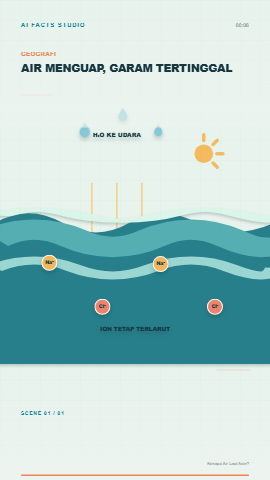 AI FACTS STUDIO
00:06
GEOGRAFI
AIR MENGUAP, GARAM TERTINGGAL
H₂O KE UDARA
Na⁺
Na⁺
Cl⁻
Cl⁻
ION TETAP TERLARUT
SCENE 01 / 01
Kenapa Air Laut Asin?